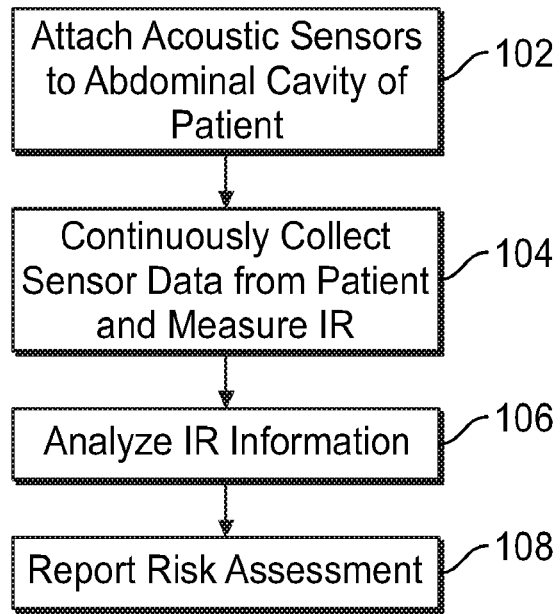 Attach Acoustic Sensors
to Abdominal Cavity of
Patient
102
Continuously Collect
Sensor Data from Patient
and Measure IR
104
Analyze IR Information
106
Report Risk Assessment
108